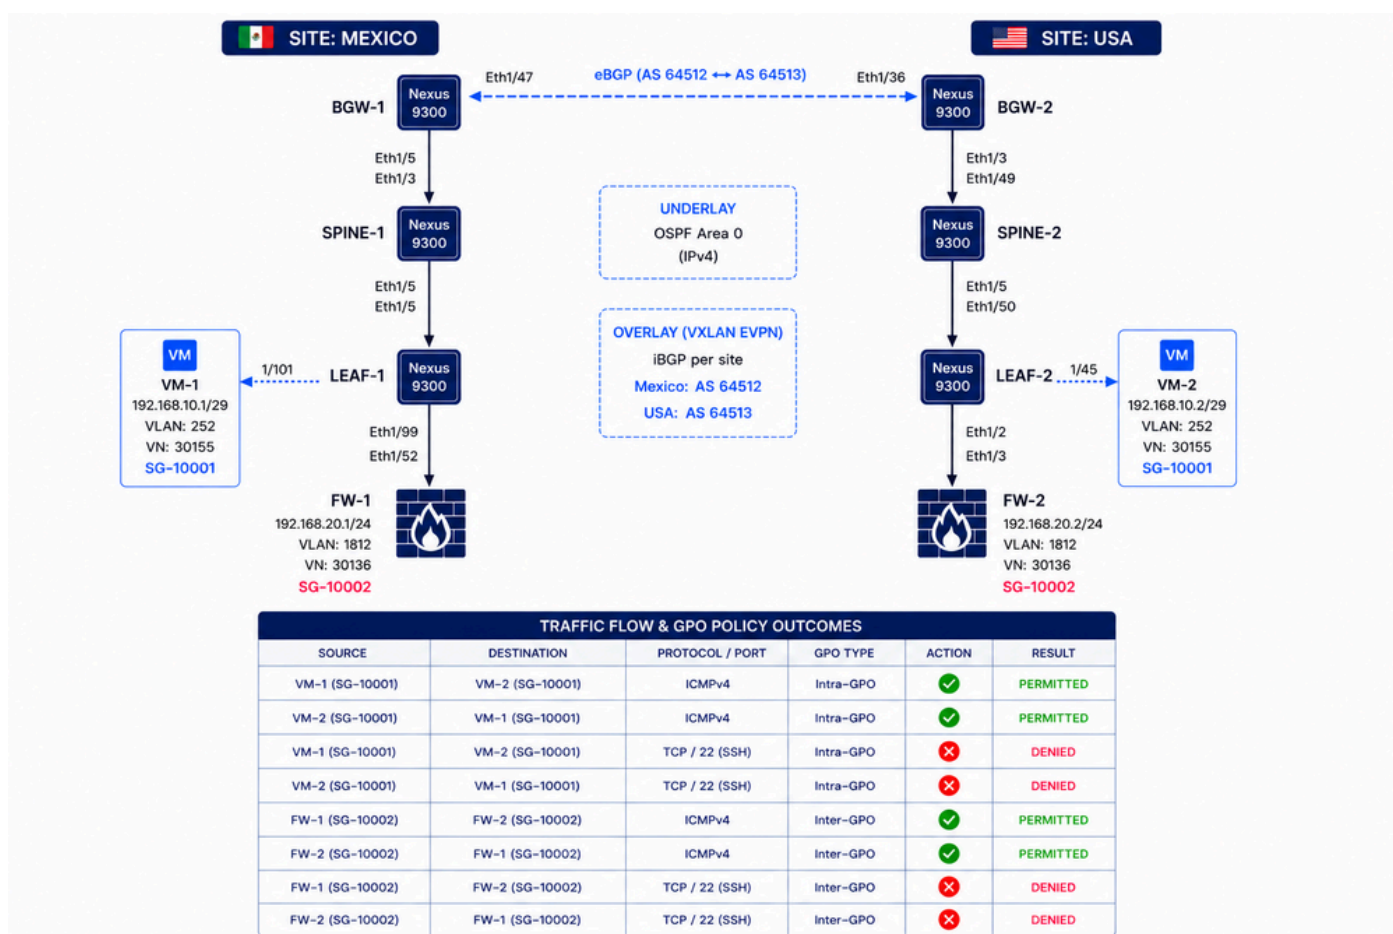 SITE: MEXICO
SITE: USA
Eth1/47
eBGP (AS 64512 ↔ AS 64513)
Eth1/36
BGW-1
Nexus
9300
Nexus
9300
BGW-2
Eth1/5
Eth1/3
Eth1/3
Eth1/49
UNDERLAY
OSPF Area 0
(IPv4)
SPINE-1
Nexus
9300
Nexus
9300
SPINE-2
Eth1/5
Eth1/5
Eth1/5
Eth1/50
OVERLAY (VXLAN EVPN)
iBGP per site
Mexico: AS 64512
USA: AS 64513
VM
VM-1
192.168.10.1/29
VLAN: 252
VN: 30155
SG-10001
1/101
LEAF-1
Nexus
9300
Nexus
9300
LEAF-2
1/45
VM
VM-2
192.168.10.2/29
VLAN: 252
VN: 30155
SG-10001
Eth1/99
Eth1/52
Eth1/2
Eth1/3
FW-1
192.168.20.1/24
VLAN: 1812
VN: 30136
SG-10002
FW-2
192.168.20.2/24
VLAN: 1812
VN: 30136
SG-10002
TRAFFIC FLOW & GPO POLICY OUTCOMES
SOURCE DESTINATION PROTOCOL / PORT GPO TYPE ACTION RESULT
VM-1 (SG-10001) VM-2 (SG-10001) ICMPv4 Intra-GPO PERMITTED
VM-2 (SG-10001) VM-1 (SG-10001) ICMPv4 Intra-GPO PERMITTED
VM-1 (SG-10001) VM-2 (SG-10001) TCP / 22 (SSH) Intra-GPO DENIED
VM-2 (SG-10001) VM-1 (SG-10001) TCP / 22 (SSH) Intra-GPO DENIED
FW-1 (SG-10002) FW-2 (SG-10002) ICMPv4 Inter-GPO PERMITTED
FW-2 (SG-10002) FW-1 (SG-10002) ICMPv4 Inter-GPO PERMITTED
FW-1 (SG-10002) FW-2 (SG-10002) TCP / 22 (SSH) Inter-GPO DENIED
FW-2 (SG-10002) FW-1 (SG-10002) TCP / 22 (SSH) Inter-GPO DENIED